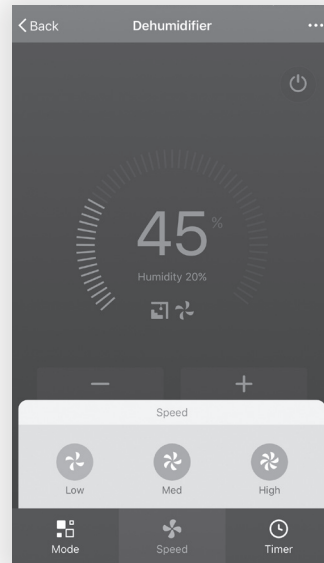 Back Dehumidifier
45%
Humidity 20%
Speed
Low Med High
Mode Speed Timer